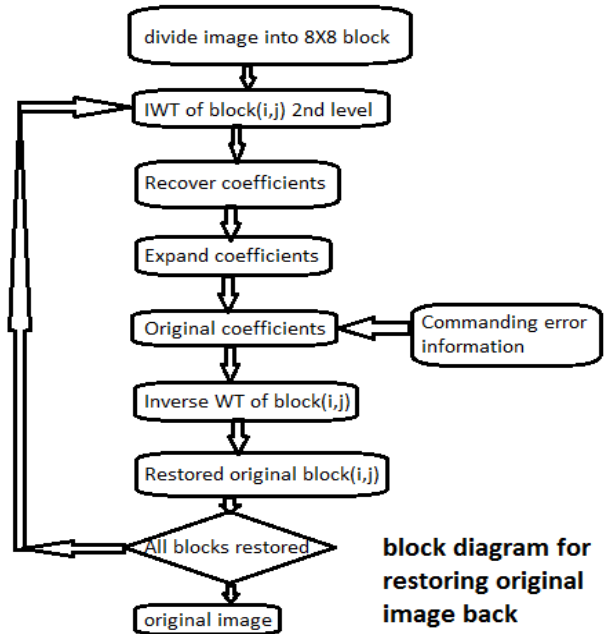 divide image into 8X8 block
IWT of block(i,j) 2nd level
Recover coefficients
Expand coefficients
Original coefficients
Commanding error
information
Inverse WT of block(i,j)
Restored original block(i,j)
All blocks restored
original image
block diagram for
restoring original
image back